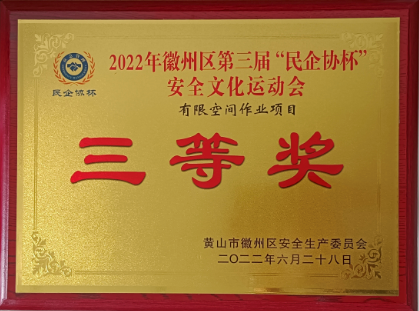 2022年徽州区第三届“民企协杯”
安全文化运动会
民企协杯
有限空间作业项目
三等奖
黄山市徽州区安全生产委员会
二〇二二年六月二十八日